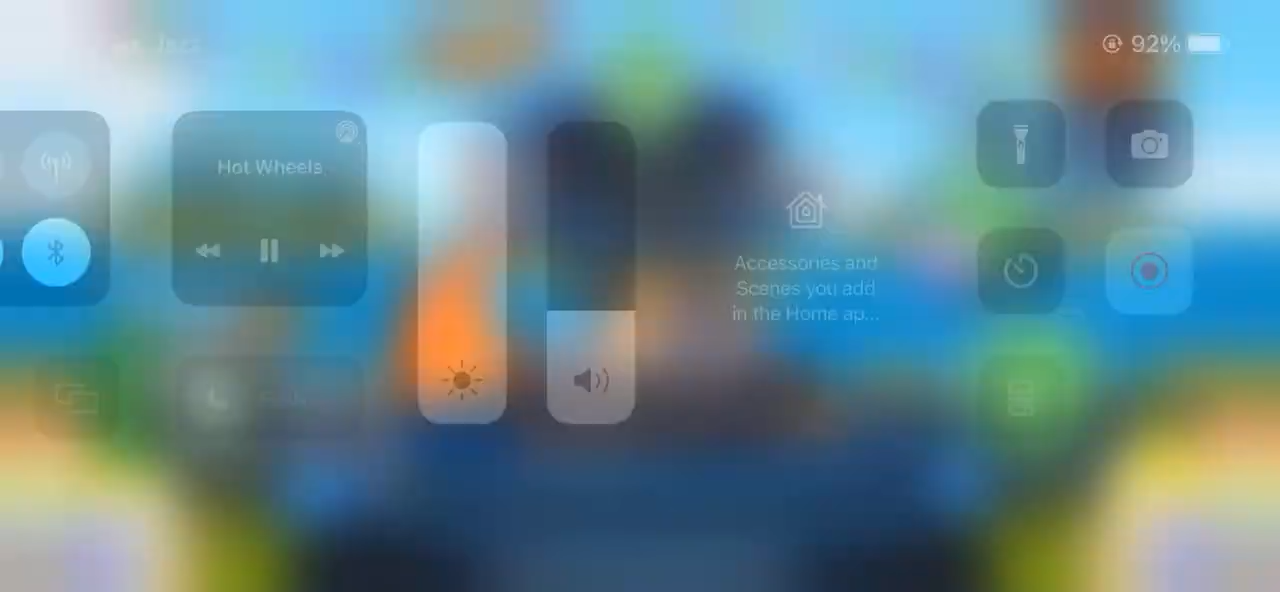 92%
Hot Wheels
Accessories and
Scenes you add
in the Home ap...